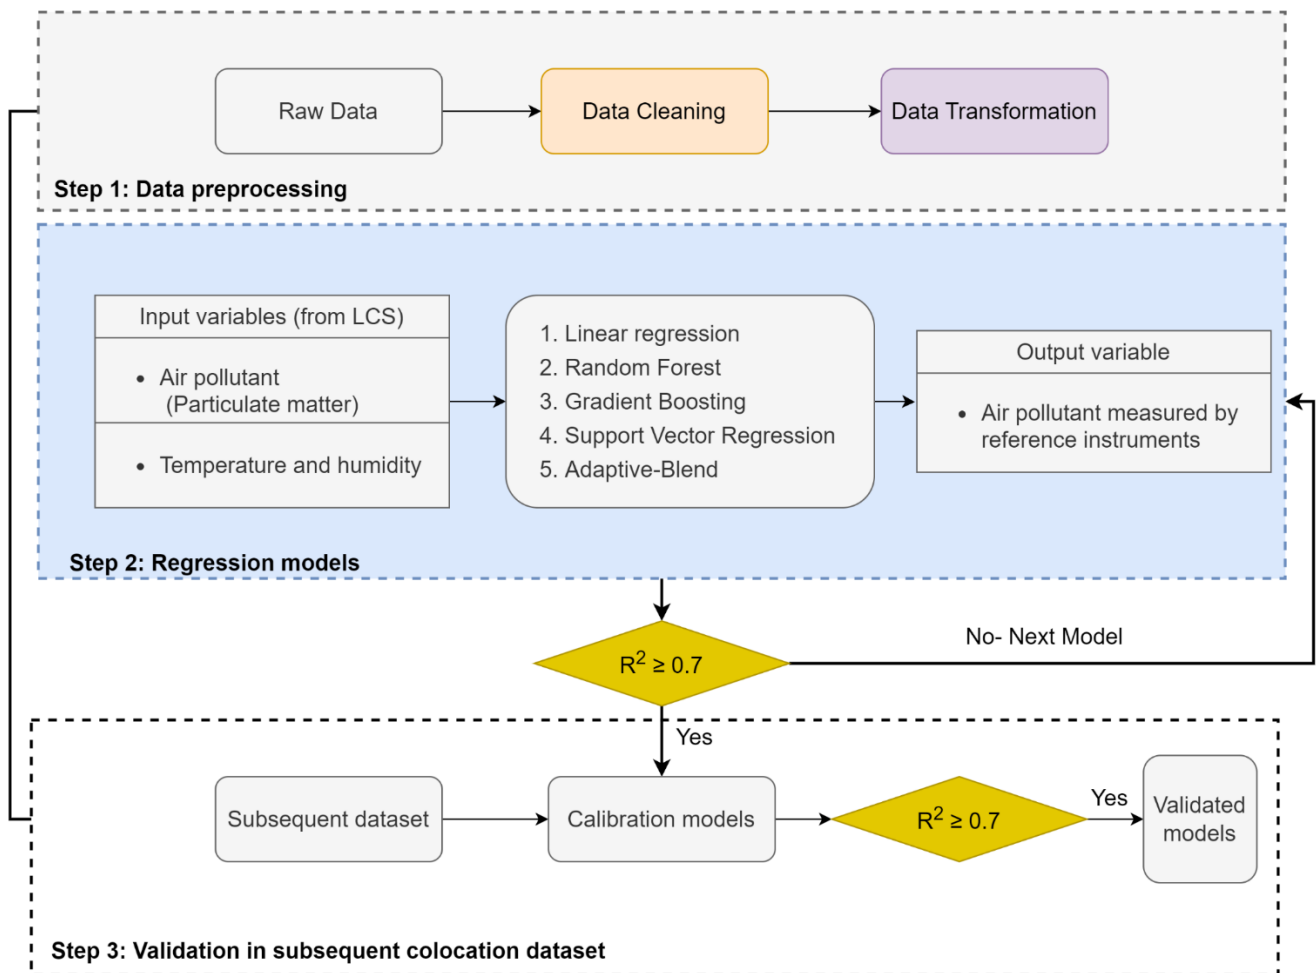 Raw Data
Data Cleaning
Data Transformation
Step 1: Data preprocessing
Input variables (from LCS)
• Air pollutant
(Particulate matter)
• Temperature and humidity
1. Linear regression
2. Random Forest
3. Gradient Boosting
4. Support Vector Regression
5. Adaptive-Blend
Output variable
• Air pollutant measured by
reference instruments
Step 2: Regression models
R² ≥ 0.7
No- Next Model
Yes
Subsequent dataset
Calibration models
R² ≥ 0.7
Yes
Validated
models
Step 3: Validation in subsequent colocation dataset